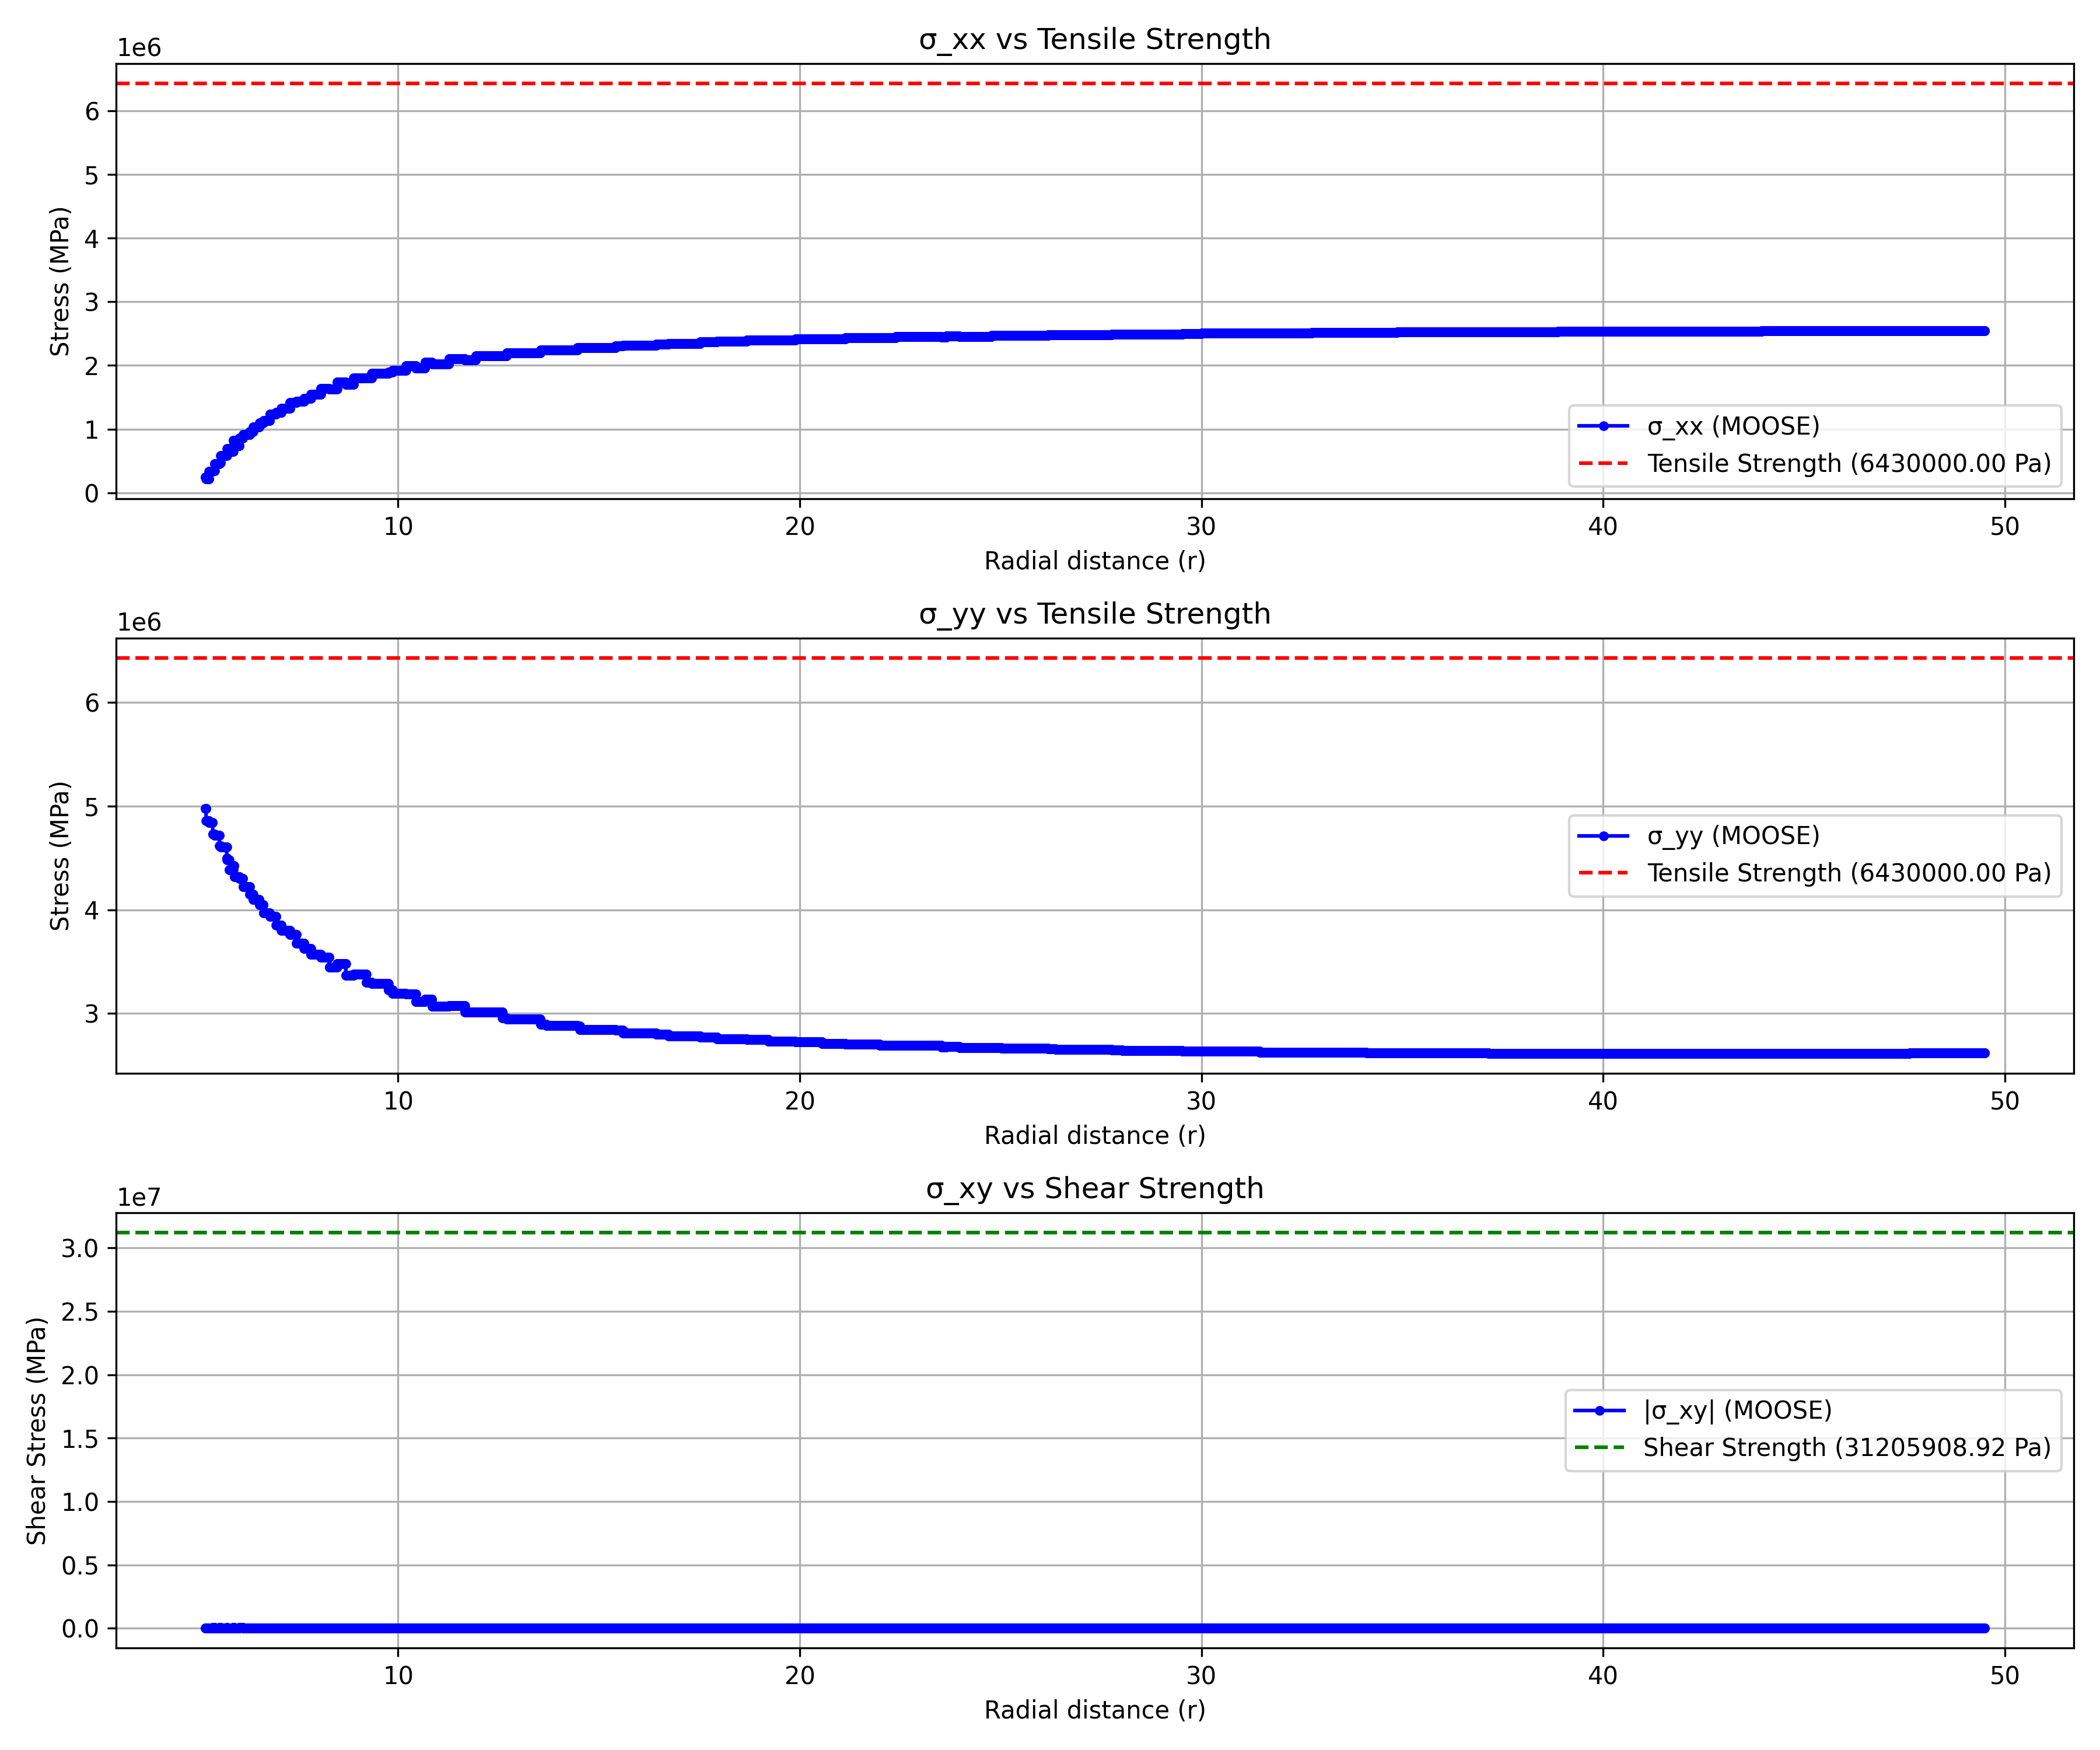 σ_xx vs Tensile Strength
1e6
6
5
4
3
2
1
0
Stress (MPa)
σ_xx (MOOSE)
Tensile Strength (6430000.00 Pa)
10 20 30 40 50
Radial distance (r)
σ_yy vs Tensile Strength
1e6
6
5
4
3
Stress (MPa)
σ_yy (MOOSE)
Tensile Strength (6430000.00 Pa)
10 20 30 40 50
Radial distance (r)
σ_xy vs Shear Strength
1e7
3.0
2.5
2.0
1.5
1.0
0.5
0.0
Shear Stress (MPa)
|σ_xy| (MOOSE)
Shear Strength (31205908.92 Pa)
10 20 30 40 50
Radial distance (r)